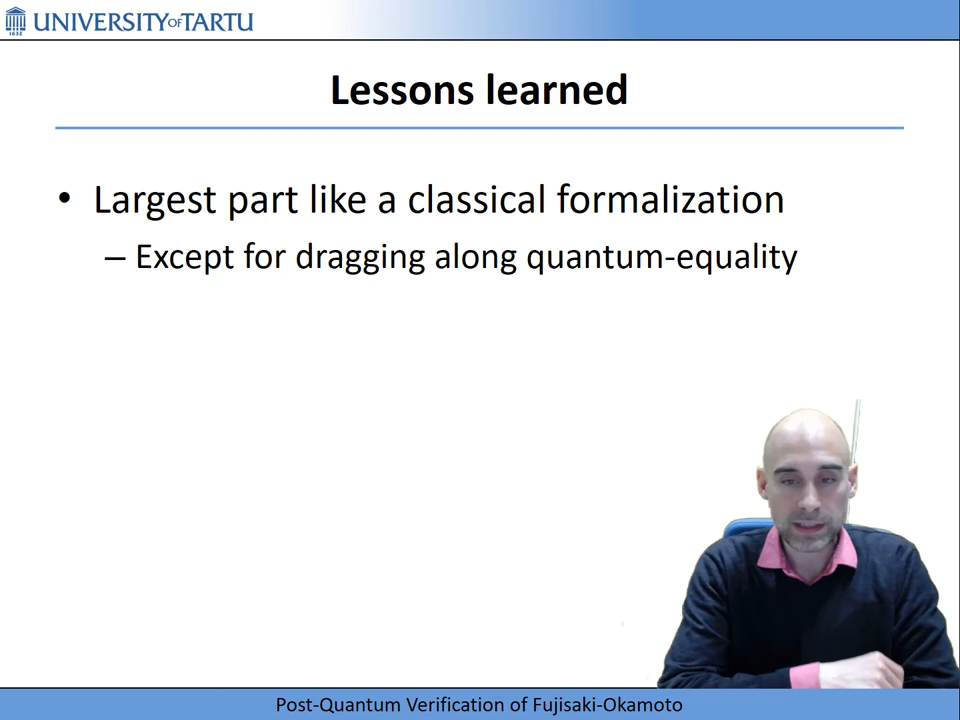 UNIVERSITY OF TARTU
1632
Lessons learned
• Largest part like a classical formalization
– Except for dragging along quantum-equality
Post-Quantum Verification of Fujisaki-Okamoto